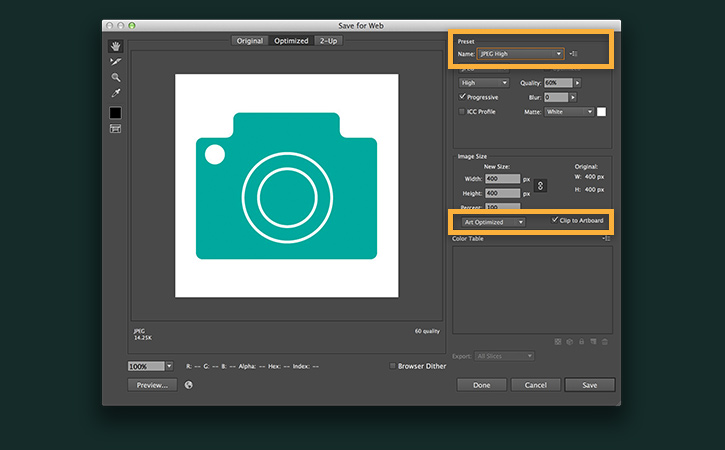 Save for Web
Original Optimized 2-Up
Preset
Name: JPEG High
High Quality: 60%
Progressive Blur: 0
ICC Profile Matte: White
Image Size
New Size: Original:
Width: 400 px W: 400 px
Height: 400 px H: 400 px
Percent: 100
Art Optimized Clip to Artboard
Color Table
JPEG 60 quality
14.25K
Export: All Slices
100% R: -- G: -- B: -- Alpha: -- Hex: -- Index: -- Browser Dither
Preview... Done Cancel Save